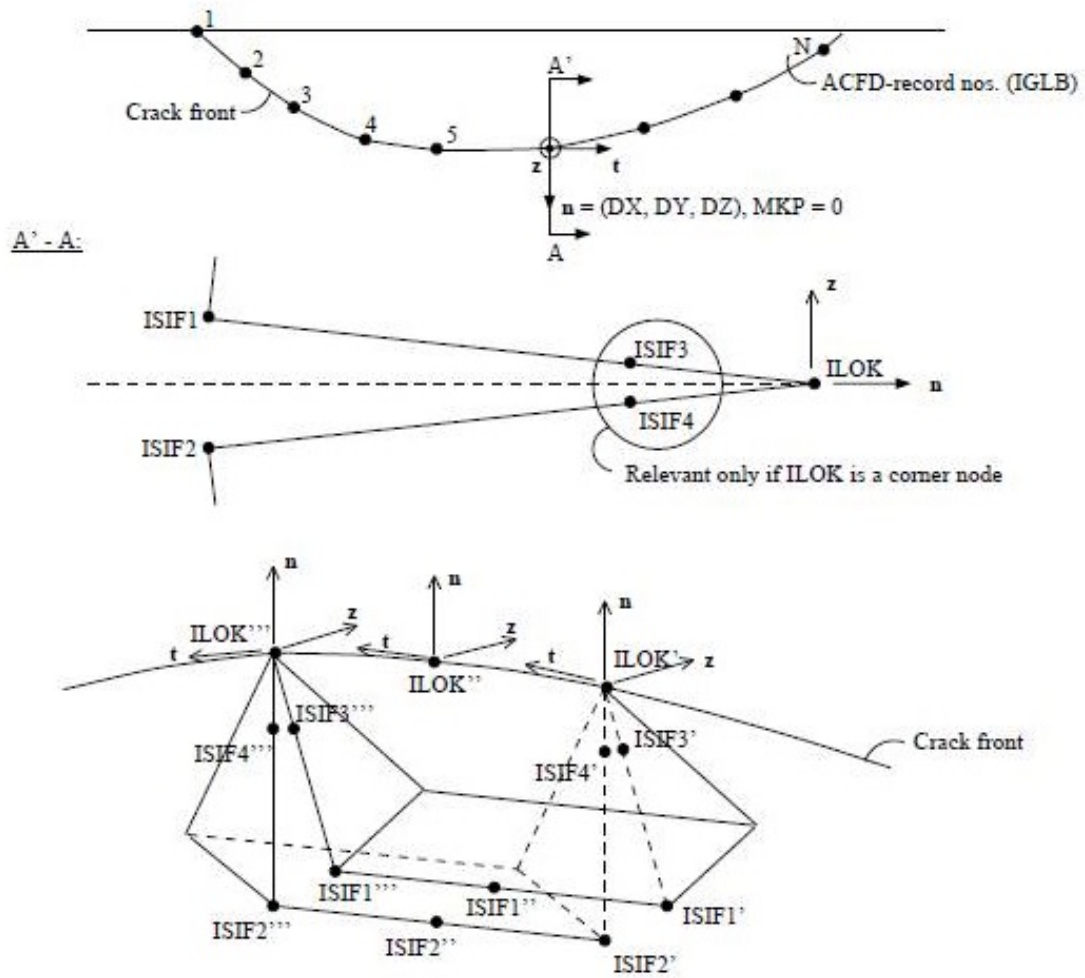 1
2
3
4
5
N
Crack front
A’
ACFD-record nos. (IGLB)
z
t
n = (DX, DY, DZ), MKP = 0
A
A’ - A:
z
ISIF1
ISIF3
ILOK
n
ISIF4
ISIF2
Relevant only if ILOK is a corner node
n
n
n
z
z
ILOK’’’
t
t
ILOK’
z
t
ILOK’’
ISIF3’’’
ISIF3’
Crack front
ISIF4’’’
ISIF4’
ISIF1’’’
ISIF1’’
ISIF1’
ISIF2’’’
ISIF2’’
ISIF2’